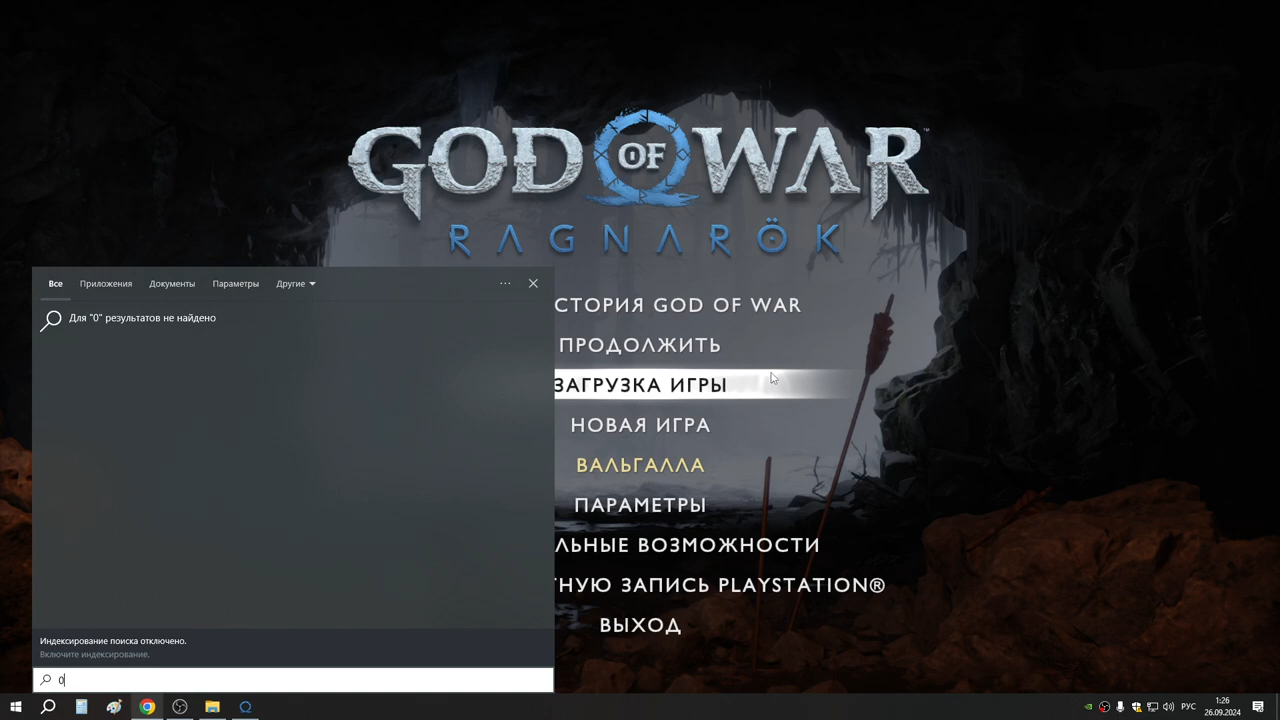 GOD OF WAR™
RAGNARÖK
СТОРИЯ GOD OF WAR
ПРОДОЛЖИТЬ
ЗАГРУЗКА ИГРЫ
НОВАЯ ИГРА
ВАЛЬГАЛЛА
ПАРАМЕТРЫ
ЛЬНЫЕ ВОЗМОЖНОСТИ
ТНУЮ ЗАПИСЬ PLAYSTATION®
ВЫХОД
Все Приложения Документы Параметры Другие
Для "0" результатов не найдено
Индексирование поиска отключено.
Включите индексирование.
0
РУС
1:26
26.09.2024